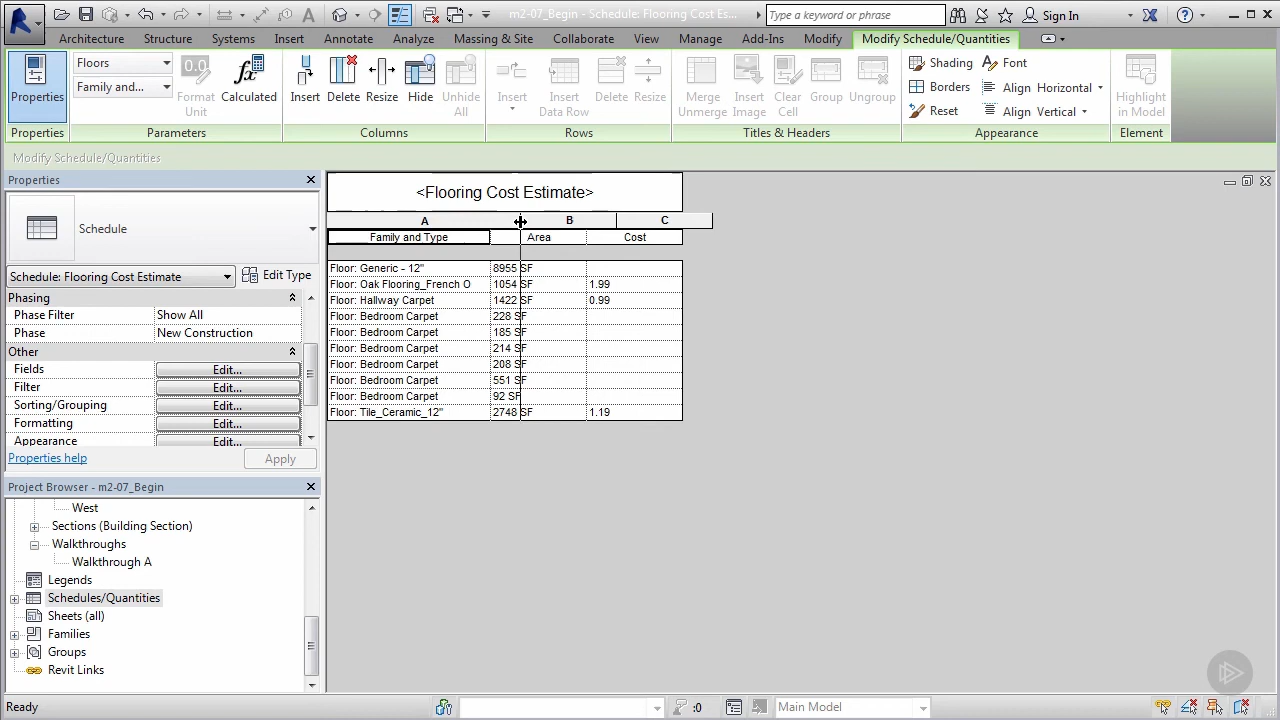 m2-07_Begin - Schedule: Flooring Cost Es...
Type a keyword or phrase
Sign In
Architecture Structure Systems Insert Annotate Analyze Massing & Site Collaborate View Manage Add-Ins Modify Modify Schedule/Quantities
Properties
Floors
Family and...
Format Unit
Calculated
Insert Delete Resize Hide Unhide All
Insert Insert Data Row Delete Resize
Merge Unmerge Insert Image Clear Cell Group Ungroup
Shading Font
Borders Align Horizontal
Reset Align Vertical
Highlight in Model
Properties Parameters Columns Rows Titles & Headers Appearance Element
Modify Schedule/Quantities
Properties
Schedule
Schedule: Flooring Cost Estimate Edit Type
Phasing
Phase Filter Show All
Phase New Construction
Other
Fields Edit...
Filter Edit...
Sorting/Grouping Edit...
Formatting Edit...
Appearance Edit...
Properties help Apply
Project Browser - m2-07_Begin
West
Sections (Building Section)
Walkthroughs
Walkthrough A
Legends
Schedules/Quantities
Sheets (all)
Families
Groups
Revit Links
<Flooring Cost Estimate>
A B C
Family and Type Area Cost
Floor: Generic - 12" 8955 SF
Floor: Oak Flooring_French O 1054 SF 1.99
Floor: Hallway Carpet 1422 SF 0.99
Floor: Bedroom Carpet 228 SF
Floor: Bedroom Carpet 185 SF
Floor: Bedroom Carpet 214 SF
Floor: Bedroom Carpet 208 SF
Floor: Bedroom Carpet 551 SF
Floor: Bedroom Carpet 92 SF
Floor: Tile_Ceramic_12" 2748 SF 1.19
Ready :0 Main Model